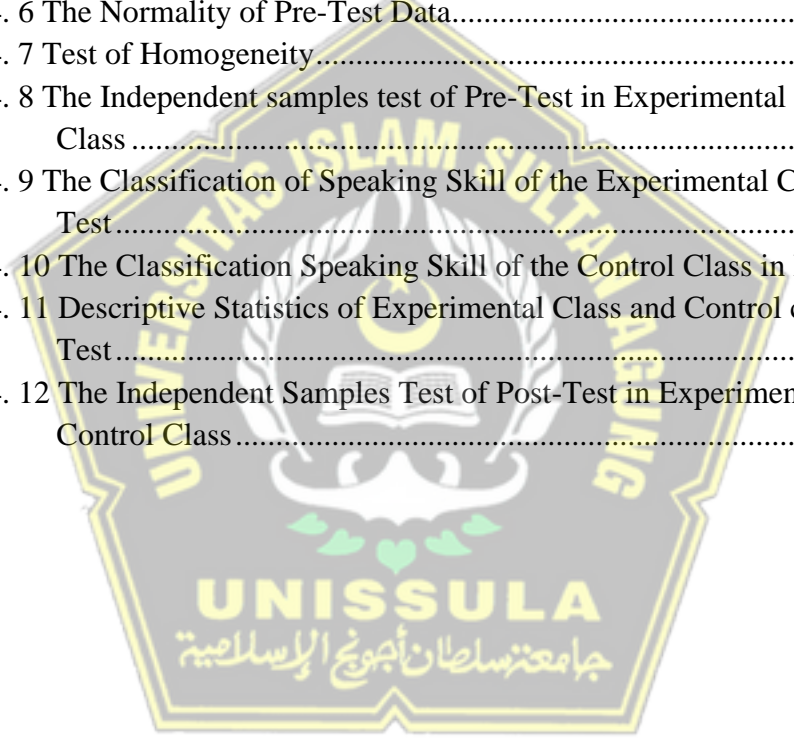 . 6 The Normality of Pre-Test Data
. 7 Test of Homogeneity
. 8 The Independent samples test of Pre-Test in Experimental
Class
. 9 The Classification of Speaking Skill of the Experimental C
Test
. 10 The Classification Speaking Skill of the Control Class in
. 11 Descriptive Statistics of Experimental Class and Control
Test
. 12 The Independent Samples Test of Post-Test in Experimen
Control Class
UNIVERSITAS ISLAM SULTAN AGUNG
UNISSULA
جامعة سلطان أجونج الإسلامية